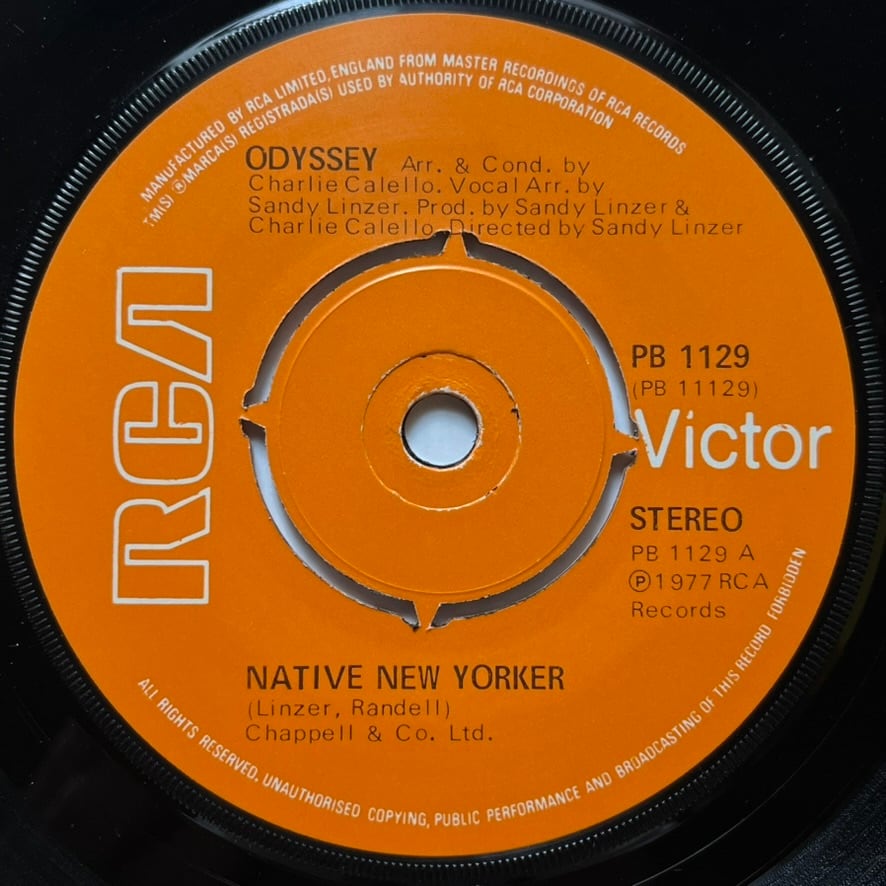 MANUFACTURED BY RCA LIMITED, ENGLAND FROM MASTER RECORDINGS OF RCA RECORDS
TM(S) ® MARCA(S) REGISTRADA(S) USED BY AUTHORITY OF RCA CORPORATION
ODYSSEY Arr. & Cond. by
Charlie Calello. Vocal Arr. by
Sandy Linzer. Prod. by Sandy Linzer &
Charlie Calello. Directed by Sandy Linzer
RCA
PB 1129
(PB 11129)
Victor
STEREO
PB 1129 A
℗ 1977 RCA
Records
NATIVE NEW YORKER
(Linzer, Randell)
Chappell & Co. Ltd.
ALL RIGHTS RESERVED, UNAUTHORISED COPYING, PUBLIC PERFORMANCE AND BROADCASTING OF THIS RECORD FORBIDDEN